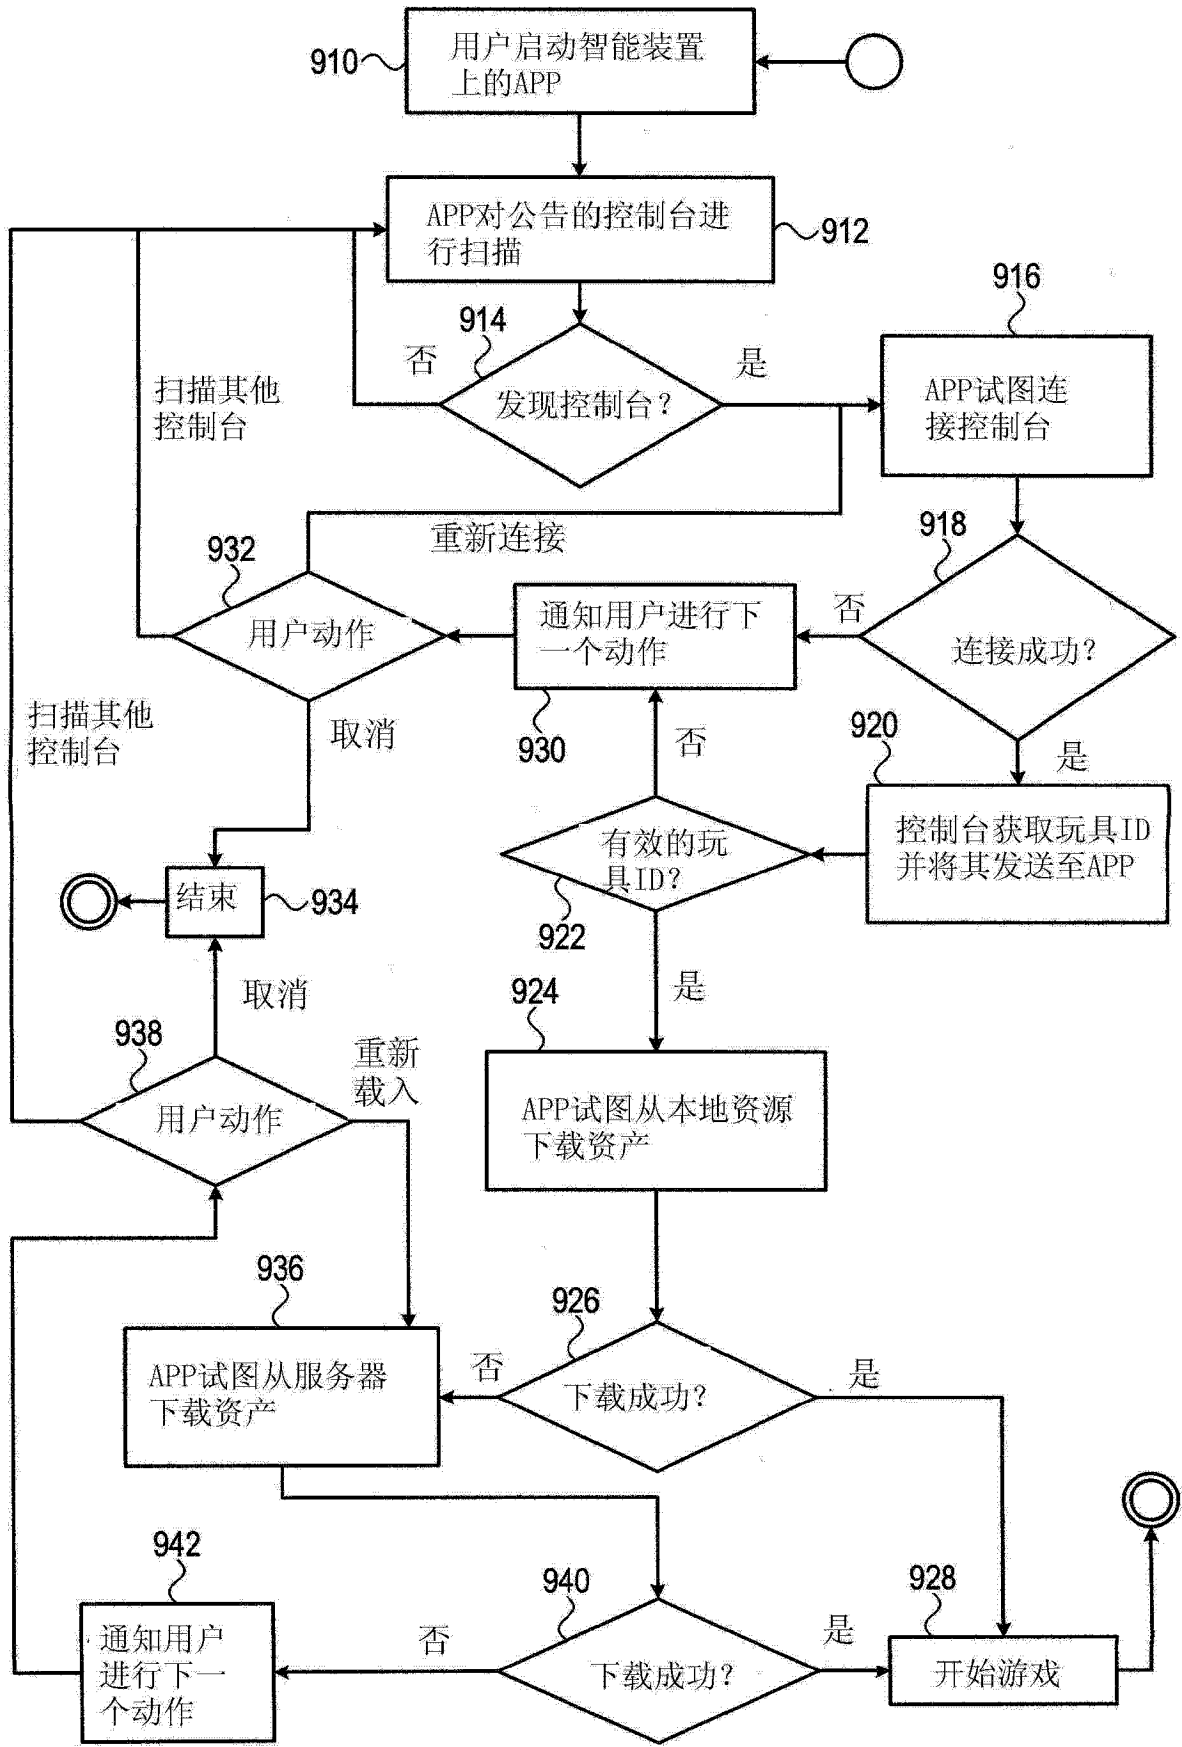 910
用户启动智能装置
上的APP
APP对公告的控制台进
行扫描
912
914
否
发现控制台？
是
916
APP试图连
接控制台
扫描其他
控制台
重新连接
932
用户动作
通知用户进行下
一个动作
930
否
918
连接成功？
扫描其他
控制台
取消
否
920
是
控制台获取玩具ID
并将其发送至APP
有效的玩
具ID？
922
结束
934
取消
是
924
938
用户动作
重新
载入
APP试图从本地资源
下载资产
936
926
APP试图从服务器
下载资产
否
下载成功？
是
942
通知用户
进行下一
个动作
否
940
下载成功？
是
928
开始游戏